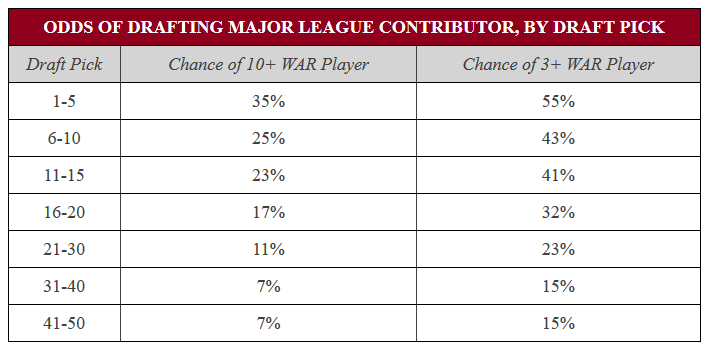 ODDS OF DRAFTING MAJOR LEAGUE CONTRIBUTOR, BY DRAFT PICK
Draft Pick Chance of 10+ WAR Player Chance of 3+ WAR Player
1-5 35% 55%
6-10 25% 43%
11-15 23% 41%
16-20 17% 32%
21-30 11% 23%
31-40 7% 15%
41-50 7% 15%